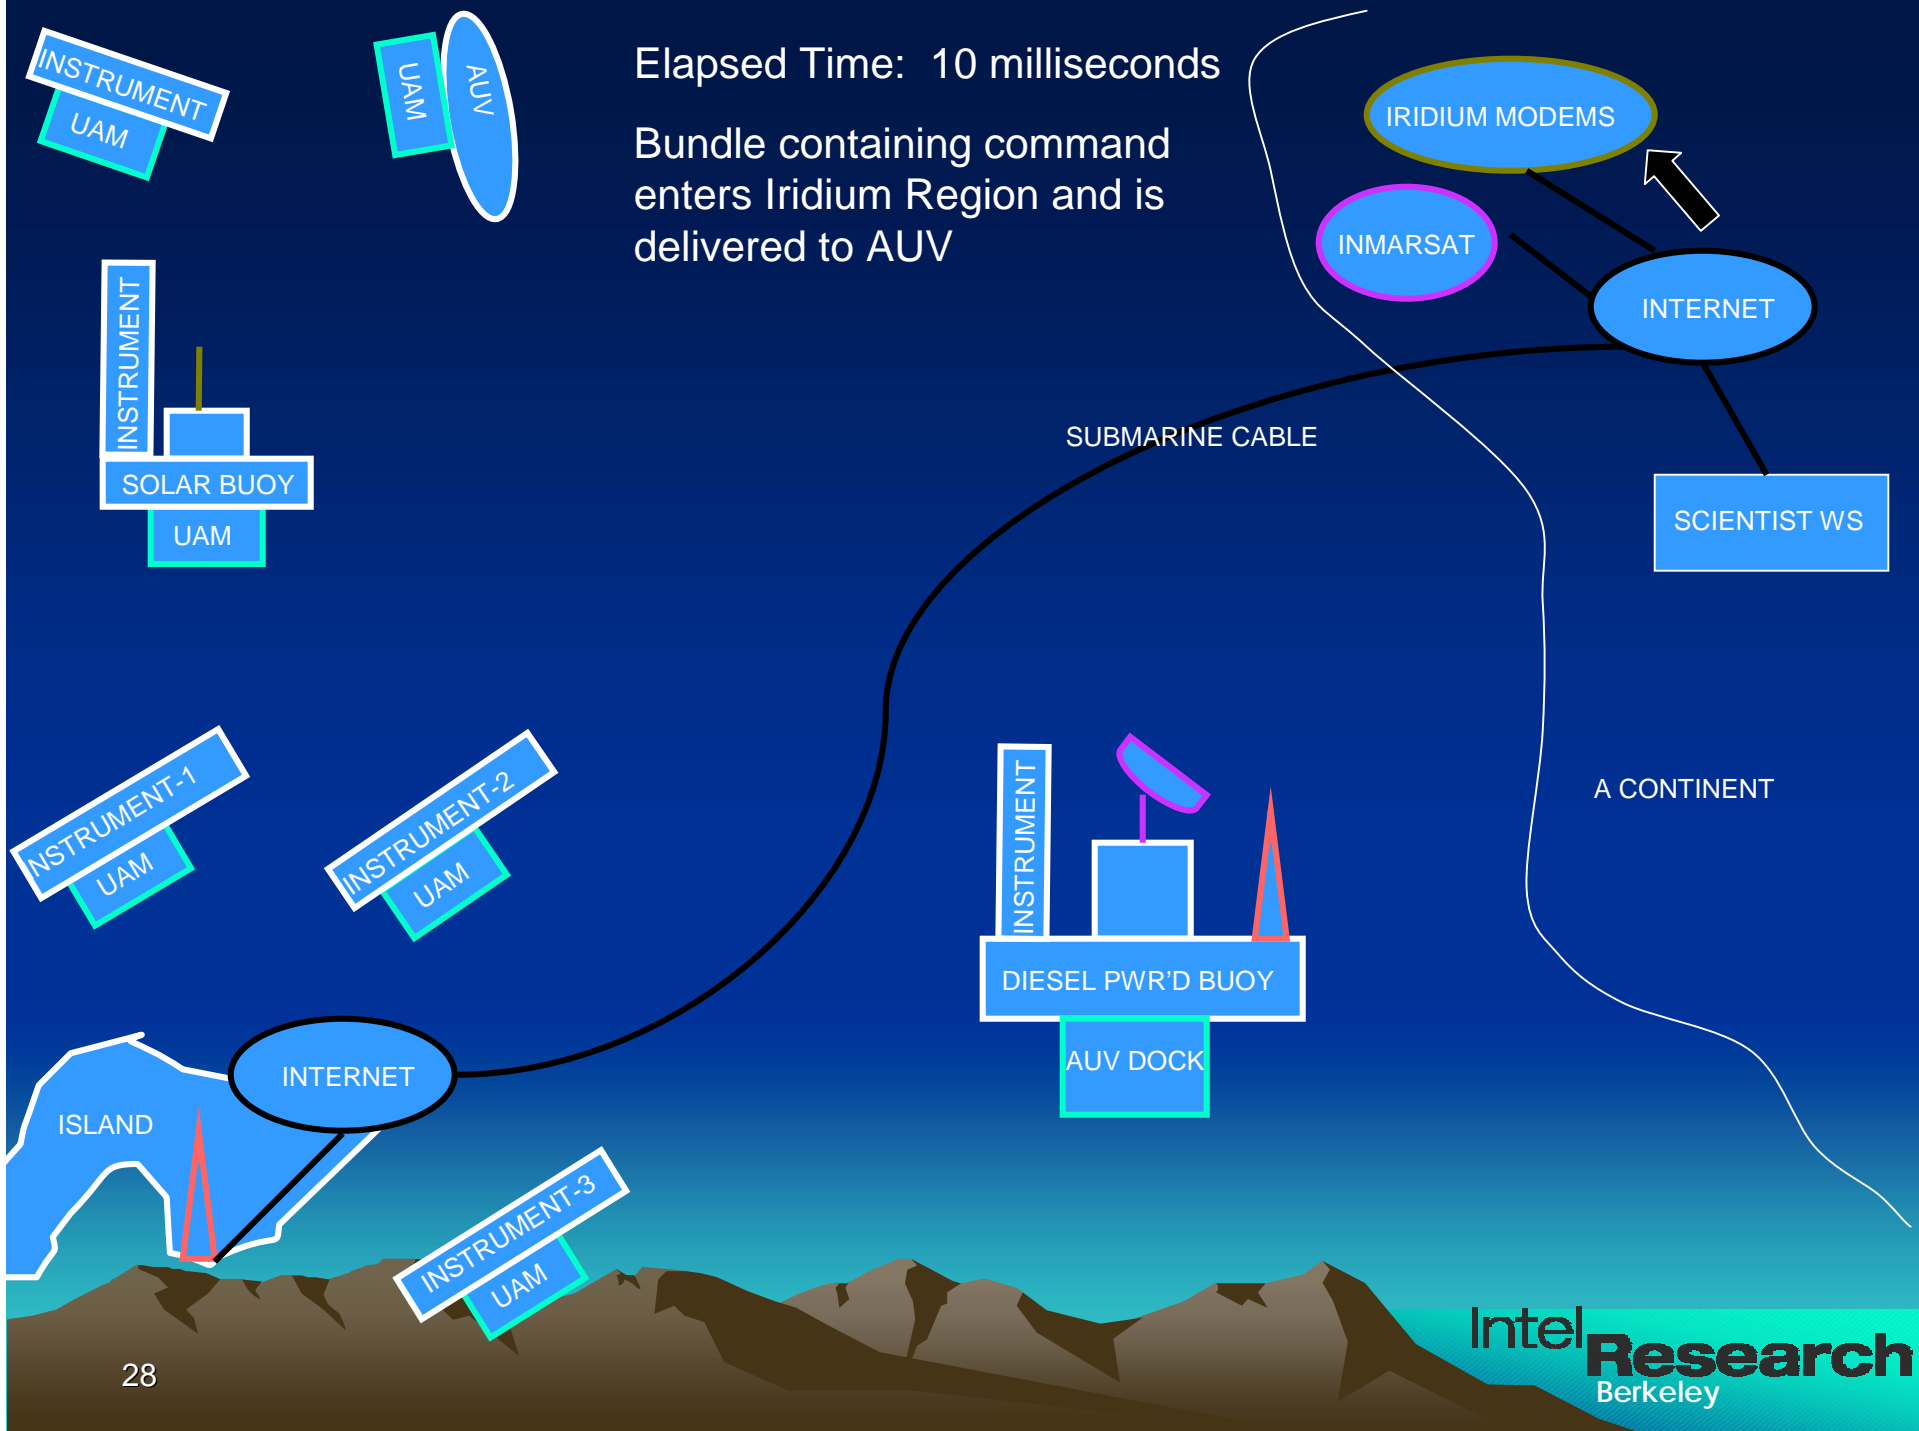 INSTRUMENT
UAM
UAM
AUV
Elapsed Time: 10 milliseconds
Bundle containing command
enters Iridium Region and is
delivered to AUV
IRIDIUM MODEMS
INMARSAT
INTERNET
INSTRUMENT
SOLAR BUOY
UAM
SUBMARINE CABLE
SCIENTIST WS
NSTRUMENT-1
UAM
INSTRUMENT-2
UAM
INSTRUMENT
DIESEL PWR'D BUOY
AUV DOCK
A CONTINENT
INTERNET
ISLAND
INSTRUMENT-3
UAM
28
Intel
Research
Berkeley